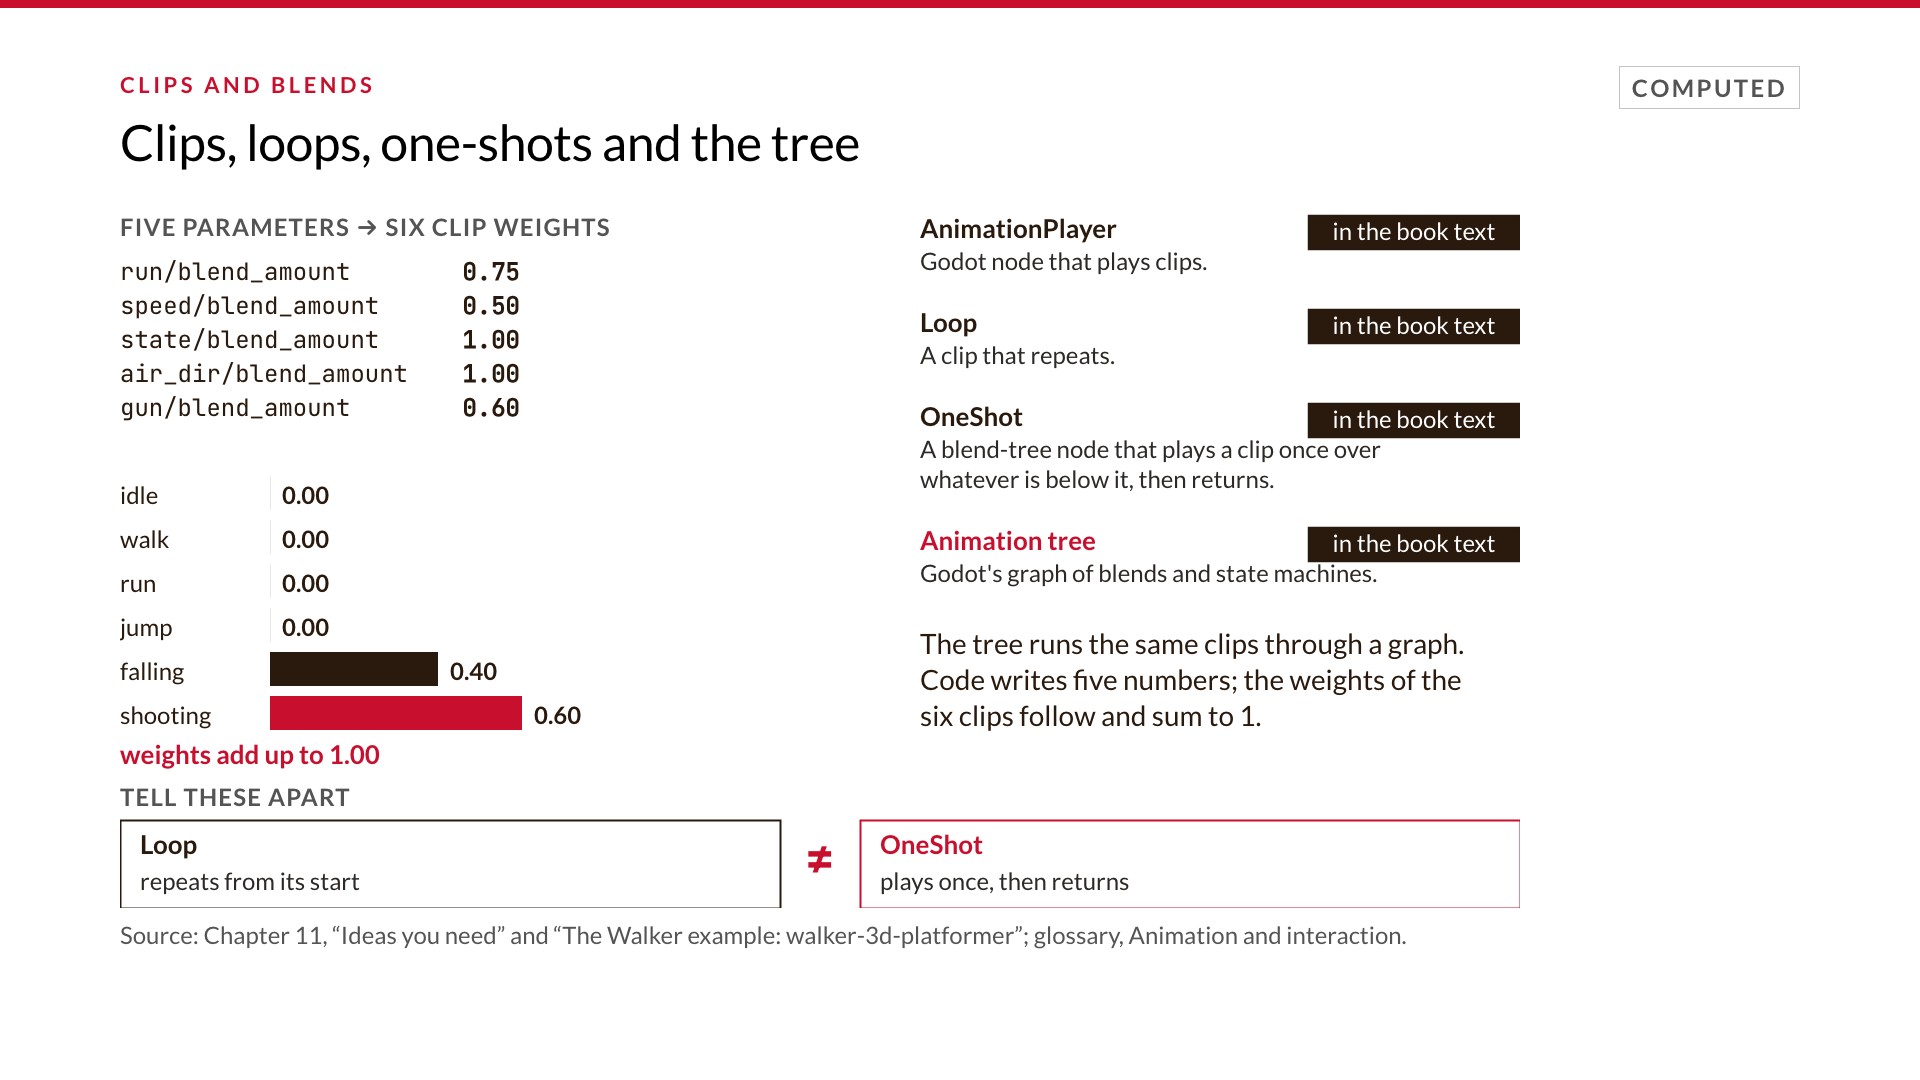 CLIPS AND BLENDS
COMPUTED
Clips, loops, one-shots and the tree
FIVE PARAMETERS → SIX CLIP WEIGHTS
run/blend_amount 0.75
speed/blend_amount 0.50
state/blend_amount 1.00
air_dir/blend_amount 1.00
gun/blend_amount 0.60
idle 0.00
walk 0.00
run 0.00
jump 0.00
falling 0.40
shooting 0.60
weights add up to 1.00
AnimationPlayer in the book text
Godot node that plays clips.
Loop in the book text
A clip that repeats.
OneShot in the book text
A blend-tree node that plays a clip once over
whatever is below it, then returns.
Animation tree in the book text
Godot's graph of blends and state machines.
The tree runs the same clips through a graph.
Code writes five numbers; the weights of the
six clips follow and sum to 1.
TELL THESE APART
Loop
repeats from its start
≠
OneShot
plays once, then returns
Source: Chapter 11, “Ideas you need” and “The Walker example: walker-3d-platformer”; glossary, Animation and interaction.